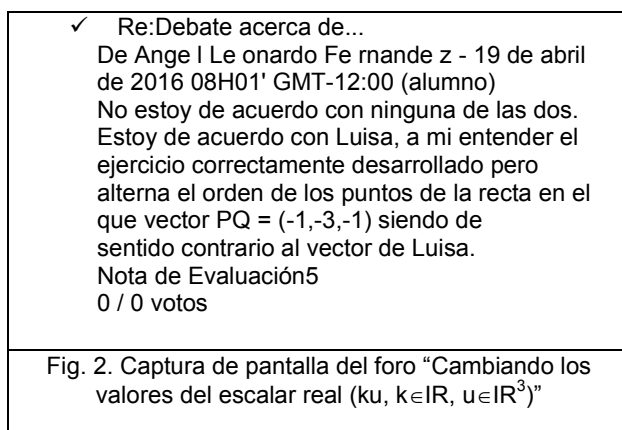 ✓ Re:Debate acerca de...
De Ange l Le onardo Fe rnande z - 19 de abril
de 2016 08H01' GMT-12:00 (alumno)
No estoy de acuerdo con ninguna de las dos.
Estoy de acuerdo con Luisa, a mi entender el
ejercicio correctamente desarrollado pero
alterna el orden de los puntos de la recta en el
que vector PQ = (-1,-3,-1) siendo de
sentido contrario al vector de Luisa.
Nota de Evaluación5
0 / 0 votos
Fig. 2. Captura de pantalla del foro “Cambiando los
valores del escalar real (ku, k∈IR, u∈IR³)”